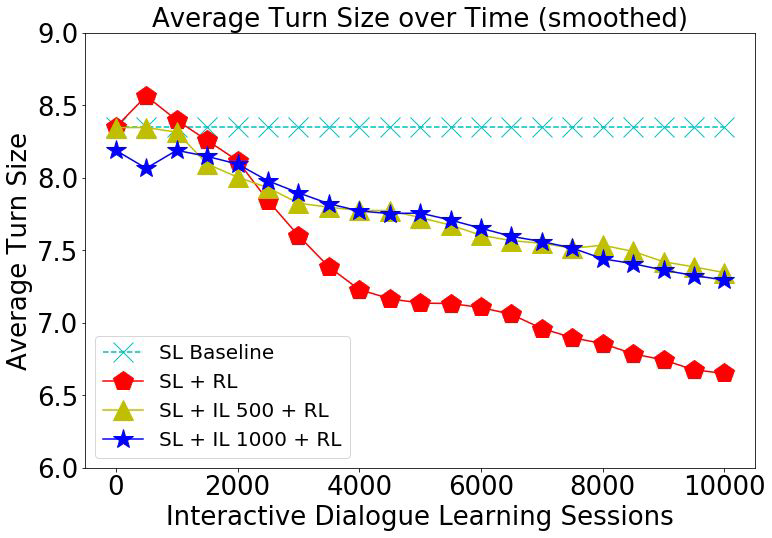 Average Turn Size over Time (smoothed)
Average Turn Size
9.0
8.5
8.0
7.5
7.0
6.5
6.0
SL Baseline
SL + RL
SL + IL 500 + RL
SL + IL 1000 + RL
0 2000 4000 6000 8000 10000
Interactive Dialogue Learning Sessions